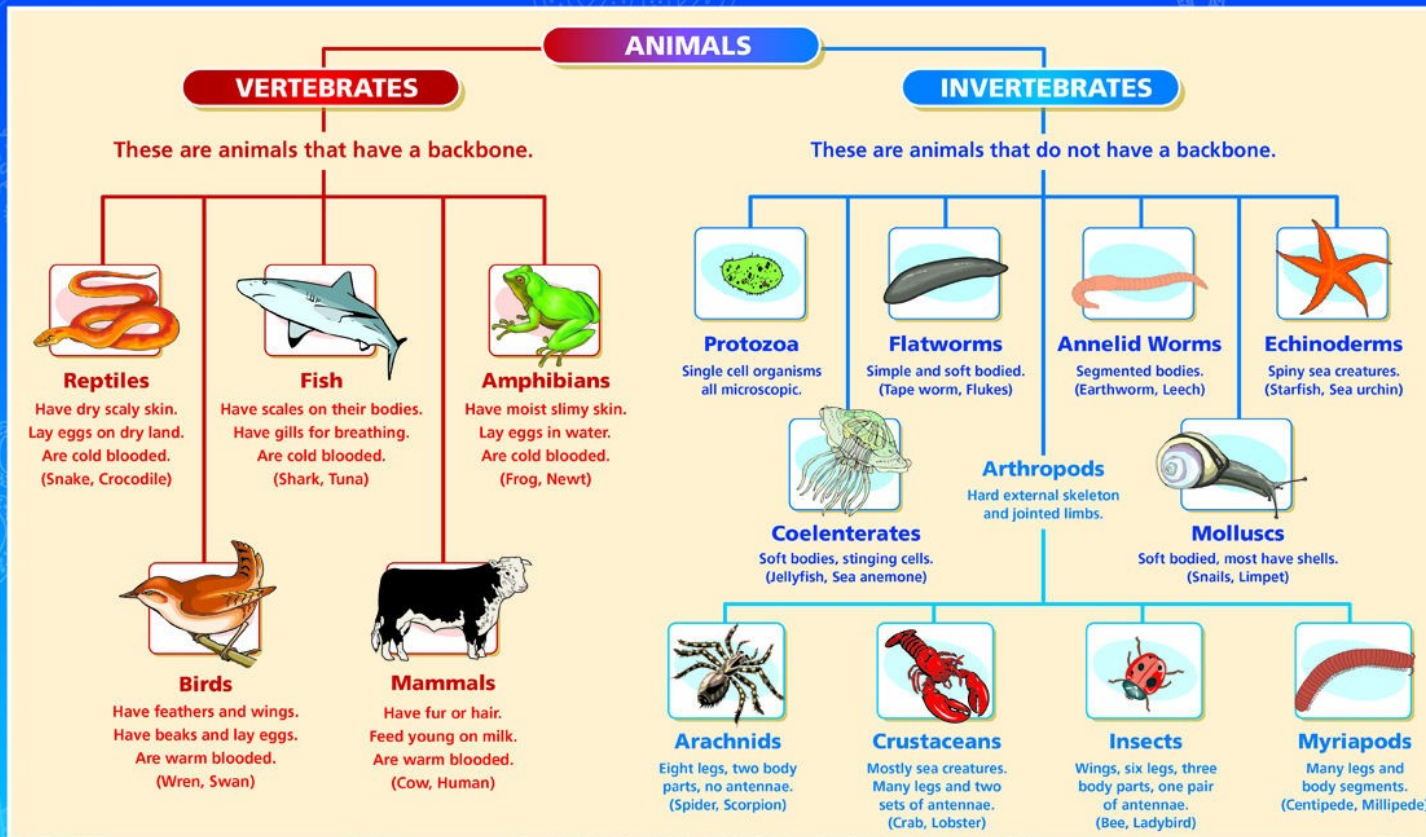 ANIMALS
VERTEBRATES
These are animals that have a backbone.
Reptiles
Have dry scaly skin.
Lay eggs on dry land.
Are cold blooded.
(Snake, Crocodile)
Fish
Have scales on their bodies.
Have gills for breathing.
Are cold blooded.
(Shark, Tuna)
Amphibians
Have moist slimy skin.
Lay eggs in water.
Are cold blooded.
(Frog, Newt)
Birds
Have feathers and wings.
Have beaks and lay eggs.
Are warm blooded.
(Wren, Swan)
Mammals
Have fur or hair.
Feed young on milk.
Are warm blooded.
(Cow, Human)
INVERTEBRATES
These are animals that do not have a backbone.
Protozoa
Single cell organisms
all microscopic.
Flatworms
Simple and soft bodied.
(Tape worm, Flukes)
Annelid Worms
Segmented bodies.
(Earthworm, Leech)
Echinoderms
Spiny sea creatures.
(Starfish, Sea urchin)
Coelenterates
Soft bodies, stinging cells.
(Jellyfish, Sea anemone)
Arthropods
Hard external skeleton
and jointed limbs.
Molluscs
Soft bodied, most have shells.
(Snails, Limpet)
Arachnids
Eight legs, two body
parts, no antennae.
(Spider, Scorpion)
Crustaceans
Mostly sea creatures.
Many legs and two
sets of antennae.
(Crab, Lobster)
Insects
Wings, six legs, three
body parts, one pair
of antennae.
(Bee, Ladybird)
Myriapods
Many legs and
body segments.
(Centipede, Millipede)